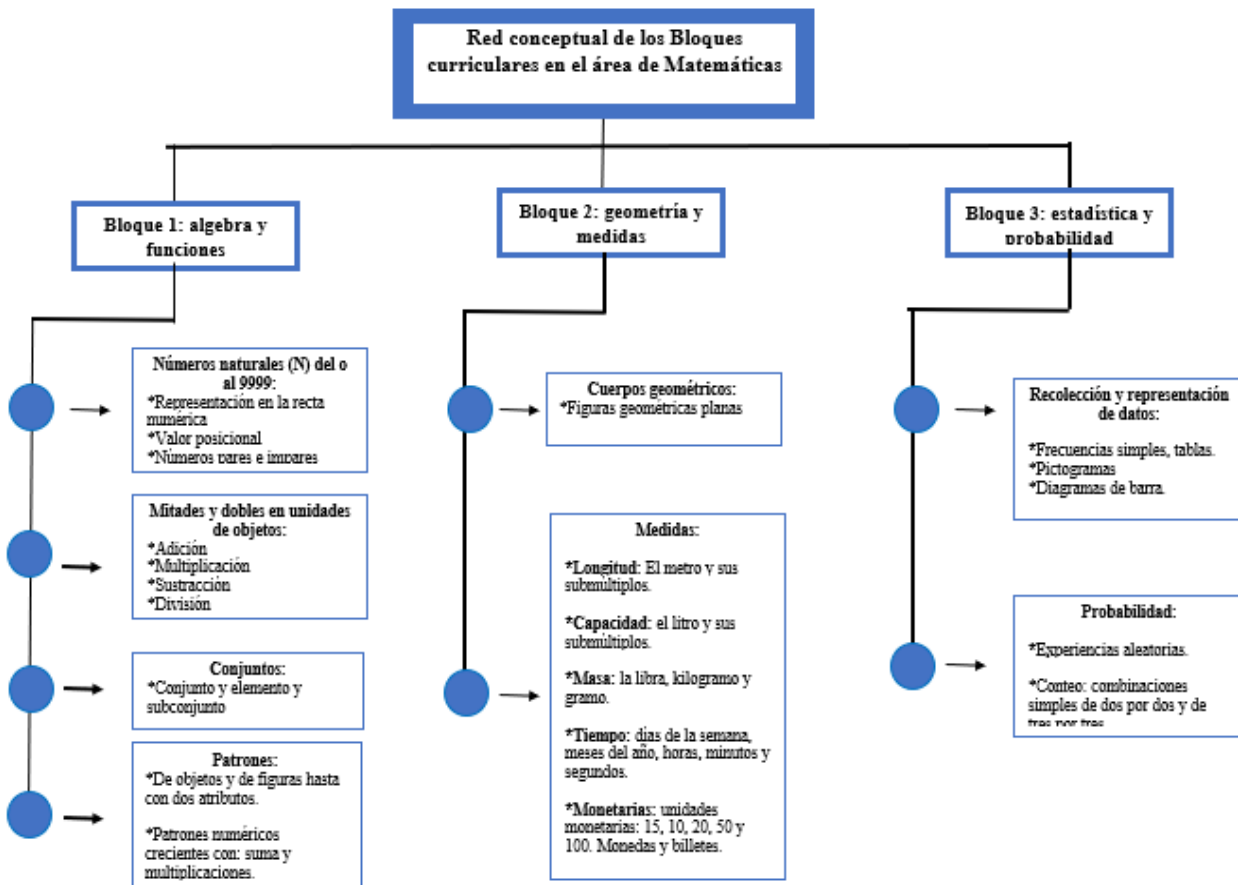 Red conceptual de los Bloques
curriculares en el área de Matemáticas
Bloque 1: algebra y
funciones
Números naturales (N) del o
al 9999:
*Representación en la recta
numérica
*Valor posicional
*Números pares e impares
Mitades y dobles en unidades
de objetos:
*Adición
*Multiplicación
*Sustracción
*División
Conjuntos:
*Conjunto y elemento y
subconjunto
Patrones:
*De objetos y de figuras hasta
con dos atributos.
*Patrones numéricos
crecientes con: suma y
multiplicaciones.
Bloque 2: geometría y
medidas
Cuerpos geométricos:
*Figuras geométricas planas
Medidas:
*Longitud: El metro y sus
submúltiplos.
*Capacidad: el litro y sus
submúltiplos.
*Masa: la libra, kilogramo y
gramo.
*Tiempo: días de la semana,
meses del año, horas, minutos y
segundos.
*Monetarias: unidades
monetarias: 15, 10, 20, 50 y
100. Monedas y billetes.
Bloque 3: estadística y
probabilidad
Recolección y representación
de datos:
*Frecuencias simples, tablas.
*Pictogramas
*Diagramas de barra.
Probabilidad:
*Experiencias aleatorias.
*Conteo: combinaciones
simples de dos por dos y de
tres por tres